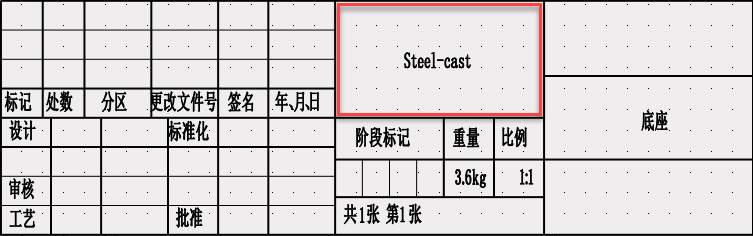 Steel-cast
标记 处数 分区 更改文件号 签名 年、月、日
设计 标准化
阶段标记 重量 比例
底座
3.6kg 1:1
审核
工艺 批准
共1张 第1张